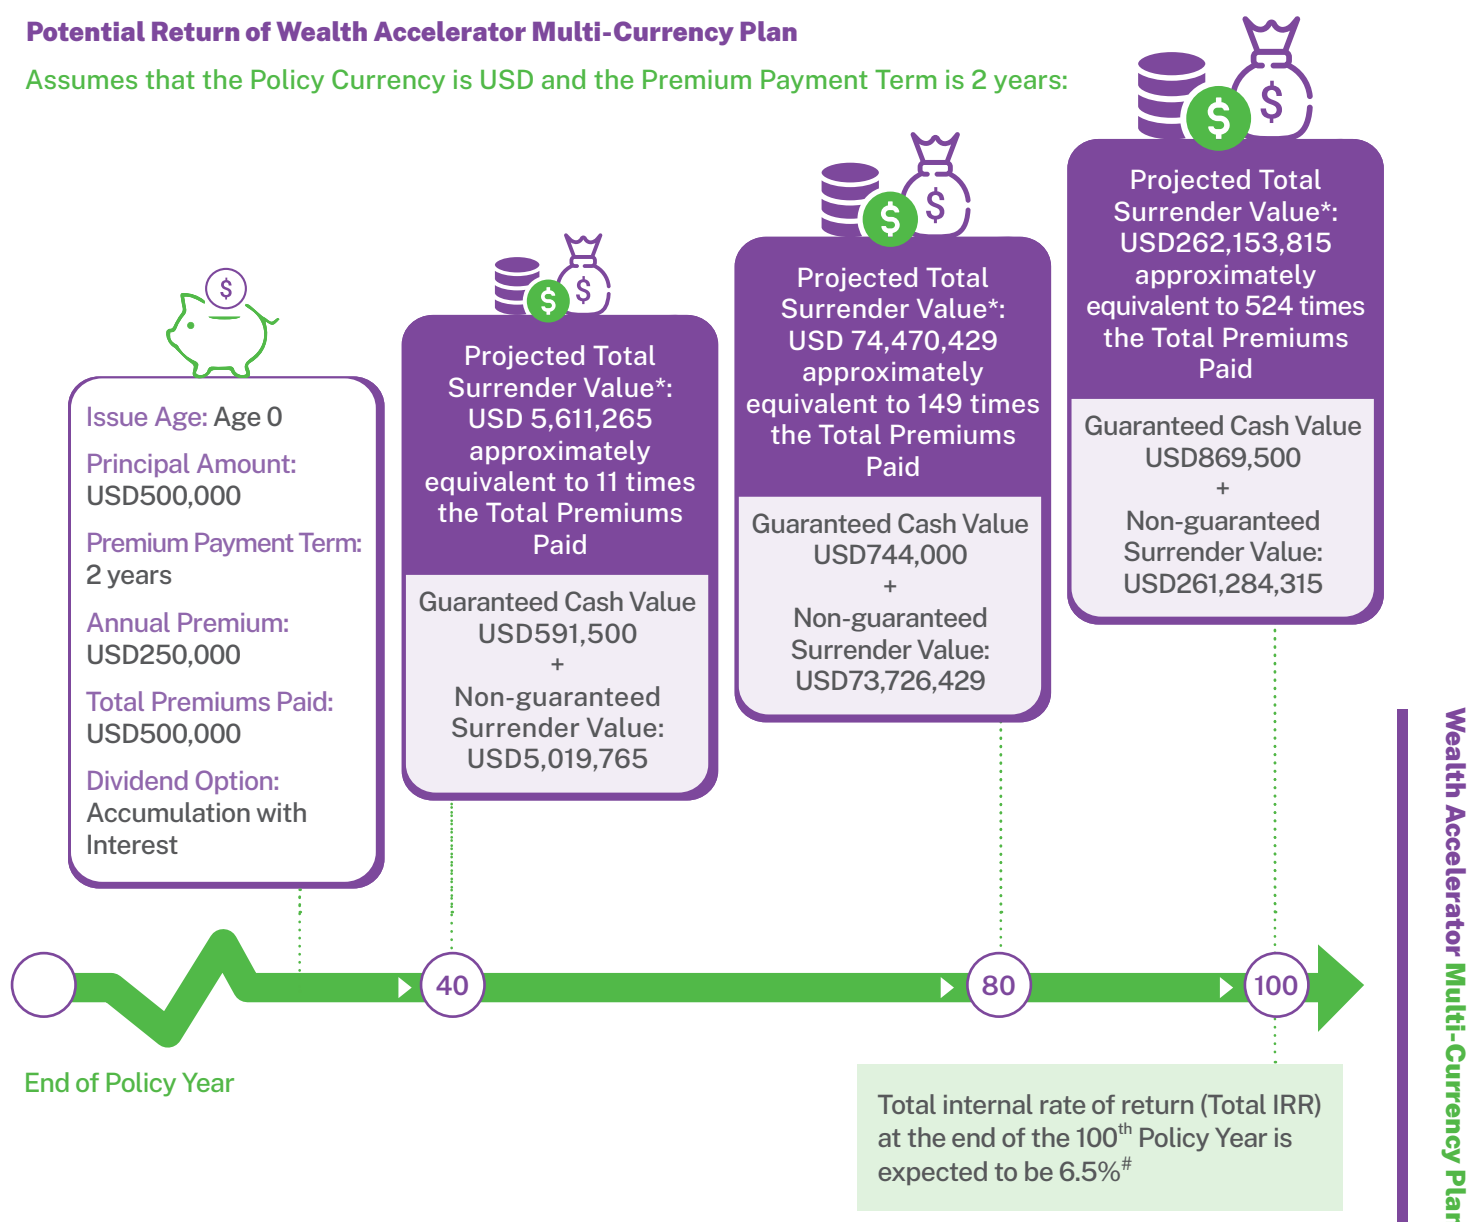 Potential Return of Wealth Accelerator Multi-Currency Plan
Assumes that the Policy Currency is USD and the Premium Payment Term is 2 years:
$
Issue Age: Age 0
Principal Amount:
USD500,000
Premium Payment Term:
2 years
Annual Premium:
USD250,000
Total Premiums Paid:
USD500,000
Dividend Option:
Accumulation with
Interest
$
$
Projected Total
Surrender Value*:
USD 5,611,265
approximately
equivalent to 11 times
the Total Premiums
Paid
Guaranteed Cash Value
USD591,500
+
Non-guaranteed
Surrender Value:
USD5,019,765
$
$
Projected Total
Surrender Value*:
USD 74,470,429
approximately
equivalent to 149 times
the Total Premiums
Paid
Guaranteed Cash Value
USD744,000
+
Non-guaranteed
Surrender Value:
USD73,726,429
$
$
Projected Total
Surrender Value*:
USD262,153,815
approximately
equivalent to 524 times
the Total Premiums
Paid
Guaranteed Cash Value
USD869,500
+
Non-guaranteed
Surrender Value:
USD261,284,315
40
80
100
End of Policy Year
Total internal rate of return (Total IRR)
at the end of the 100th Policy Year is
expected to be 6.5%#
Wealth Accelerator Multi-Currency Plan